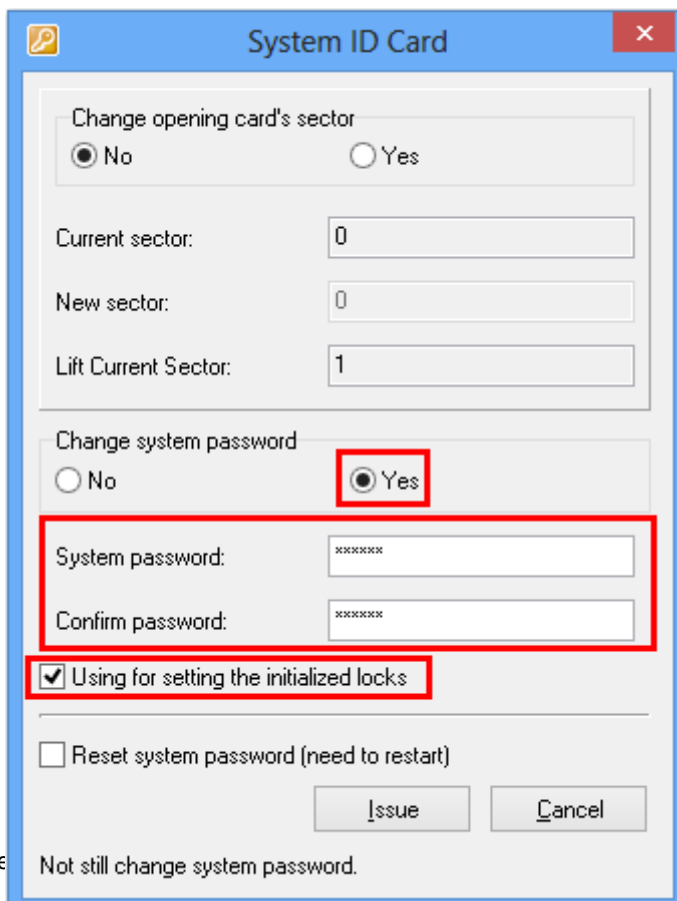 System ID Card
Change opening card's sector
No Yes
Current sector: 0
New sector: 0
Lift Current Sector: 1
Change system password
No Yes
System password: ******
Confirm password: ******
Using for setting the initialized locks
Reset system password (need to restart)
Issue Cancel
Not still change system password.